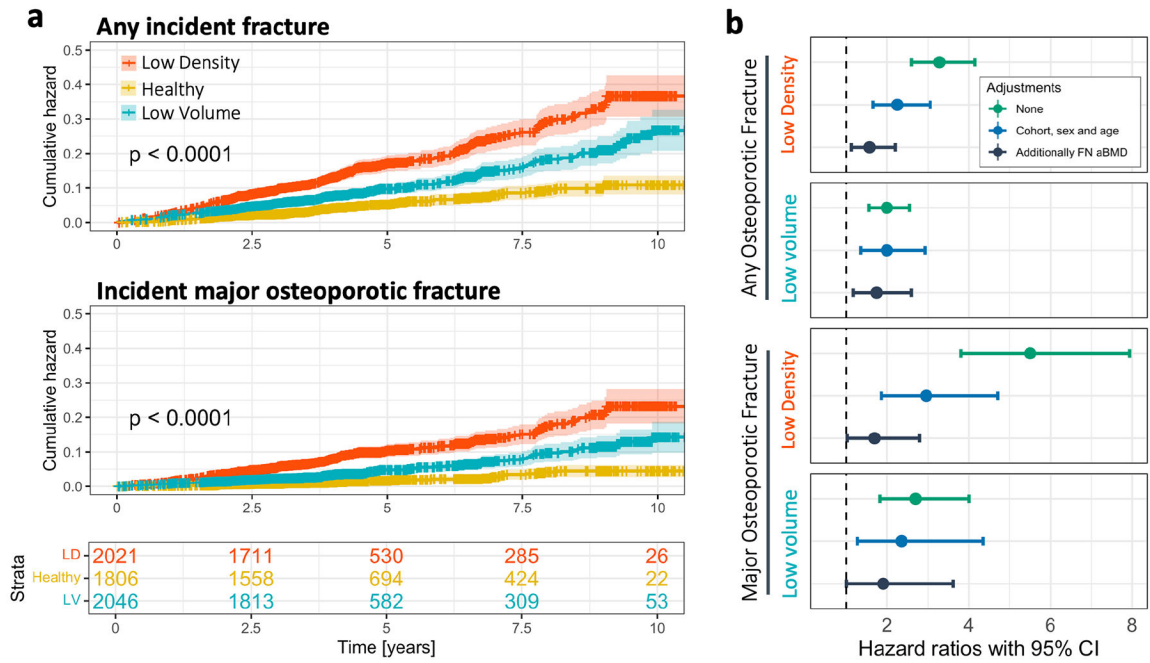 a
Any incident fracture
Cumulative hazard
0.5
0.4
0.3
0.2
0.1
0.0
Low Density
Healthy
Low Volume
p < 0.0001
0
2.5
5
7.5
10
Incident major osteoporotic fracture
Cumulative hazard
0.5
0.4
0.3
0.2
0.1
0.0
p < 0.0001
0
2.5
5
7.5
10
Strata
LD 2021 1711 530 285 26
Healthy 1806 1558 694 424 22
LV 2046 1813 582 309 53
0 2.5 5 7.5 10
Time [years]
b
Any Osteoporotic Fracture
Low Density
Low volume
Adjustments
None
Cohort, sex and age
Additionally FN aBMD
Major Osteoporotic Fracture
Low Density
Low volume
2 4 6 8
Hazard ratios with 95% CI